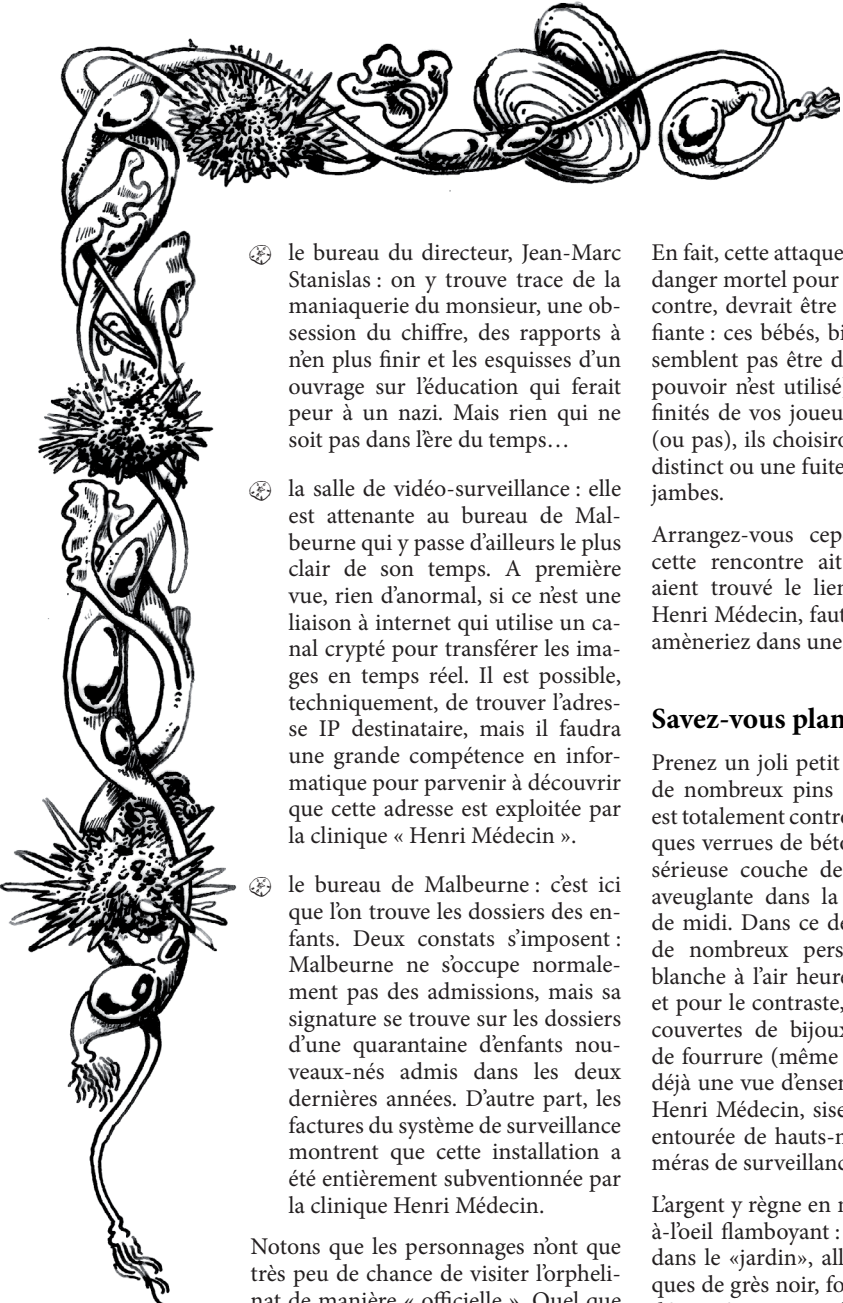 le bureau du directeur, Jean-Marc
Stanislas : on y trouve trace de la
maniaquerie du monsieur, une ob-
session du chiffre, des rapports à
n'en plus finir et les esquisses d'un
ouvrage sur l'éducation qui ferait
peur à un nazi. Mais rien qui ne
soit pas dans l'ère du temps…
la salle de vidéo-surveillance : elle
est attenante au bureau de Mal-
beurne qui y passe d'ailleurs le plus
clair de son temps. A première
vue, rien d'anormal, si ce n'est une
liaison à internet qui utilise un ca-
nal crypté pour transférer les ima-
ges en temps réel. Il est possible,
techniquement, de trouver l'adres-
se IP destinataire, mais il faudra
une grande compétence en infor-
matique pour parvenir à découvrir
que cette adresse est exploitée par
la clinique « Henri Médecin ».
le bureau de Malbeurne : c'est ici
que l'on trouve les dossiers des en-
fants. Deux constats s'imposent :
Malbeurne ne s'occupe normale-
ment pas des admissions, mais sa
signature se trouve sur les dossiers
d'une quarantaine d'enfants nou-
veaux-nés admis dans les deux
dernières années. D'autre part, les
factures du système de surveillance
montrent que cette installation a
été entièrement subventionnée par
la clinique Henri Médecin.
Notons que les personnages n'ont que
très peu de chance de visiter l'orpheli-
nat de manière « officielle ». Quel que
En fait, cette attaque
danger mortel pour
contre, devrait être
fiante : ces bébés, bi
semblent pas être d
pouvoir n'est utilisé
finités de vos joueu
(ou pas), ils choisiro
distinct ou une fuite
jambes.
Arrangez-vous cep
cette rencontre ait
aient trouvé le lien
Henri Médecin, faut
amèneriez dans une
Savez-vous plan
Prenez un joli petit
de nombreux pins
est totalement contro
ques verrues de béto
sérieuse couche de
aveuglante dans la
de midi. Dans ce de
de nombreux pers
blanche à l'air heure
et pour le contraste,
couvertes de bijoux
de fourrure (même
déjà une vue d'enser
Henri Médecin, sise
entourée de hauts-m
méras de surveillanc
L'argent y règne en m
à-l'oeil flamboyant :
dans le «jardin», all
ques de grès noir, fo